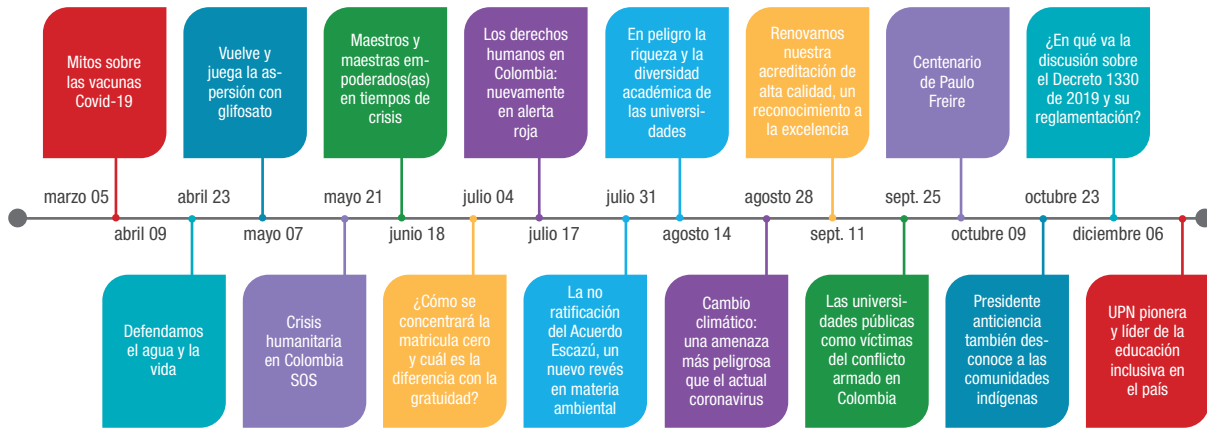 Mitos sobre
las vacunas
Covid-19
Vuelve y
juega la as-
persión con
glifosato
Maestros y
maestras em-
poderados(as)
en tiempos de
crisis
Los derechos
humanos en
Colombia:
nuevamente
en alerta
roja
En peligro la
riqueza y la
diversidad
académica de
las universi-
dades
Renovamos
nuestra
acreditación de
alta calidad, un
reconocimiento a
la excelencia
Centenario
de Paulo
Freire
¿En qué va la
discusión sobre
el Decreto 1330
de 2019 y su
reglamentación?
marzo 05
abril 23
mayo 21
julio 04
julio 31
agosto 28
sept. 25
octubre 23
abril 09
mayo 07
junio 18
julio 17
agosto 14
sept. 11
octubre 09
diciembre 06
Defendamos
el agua y la
vida
Crisis
humanitaria
en Colombia
SOS
¿Cómo se
concentrará la
matricula cero
y cuál es la
diferencia con la
gratuidad?
La no
ratificación
del Acuerdo
Escazú, un
nuevo revés
en materia
ambiental
Cambio
climático:
una amenaza
más peligrosa
que el actual
coronavirus
Las universi-
dades públicas
como víctimas
del conflicto
armado en
Colombia
Presidente
anticiencia
también des-
conoce a las
comunidades
indígenas
UPN pionera
y líder de la
educación
inclusiva en
el país